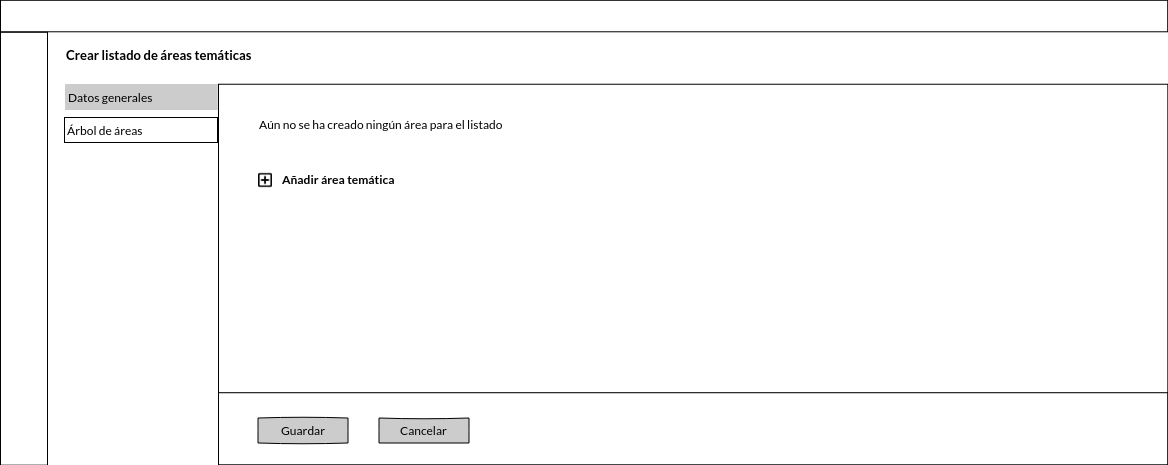 Crear listado de áreas temáticas
Datos generales
Árbol de áreas
Aún no se ha creado ningún área para el listado
Añadir área temática
Guardar
Cancelar